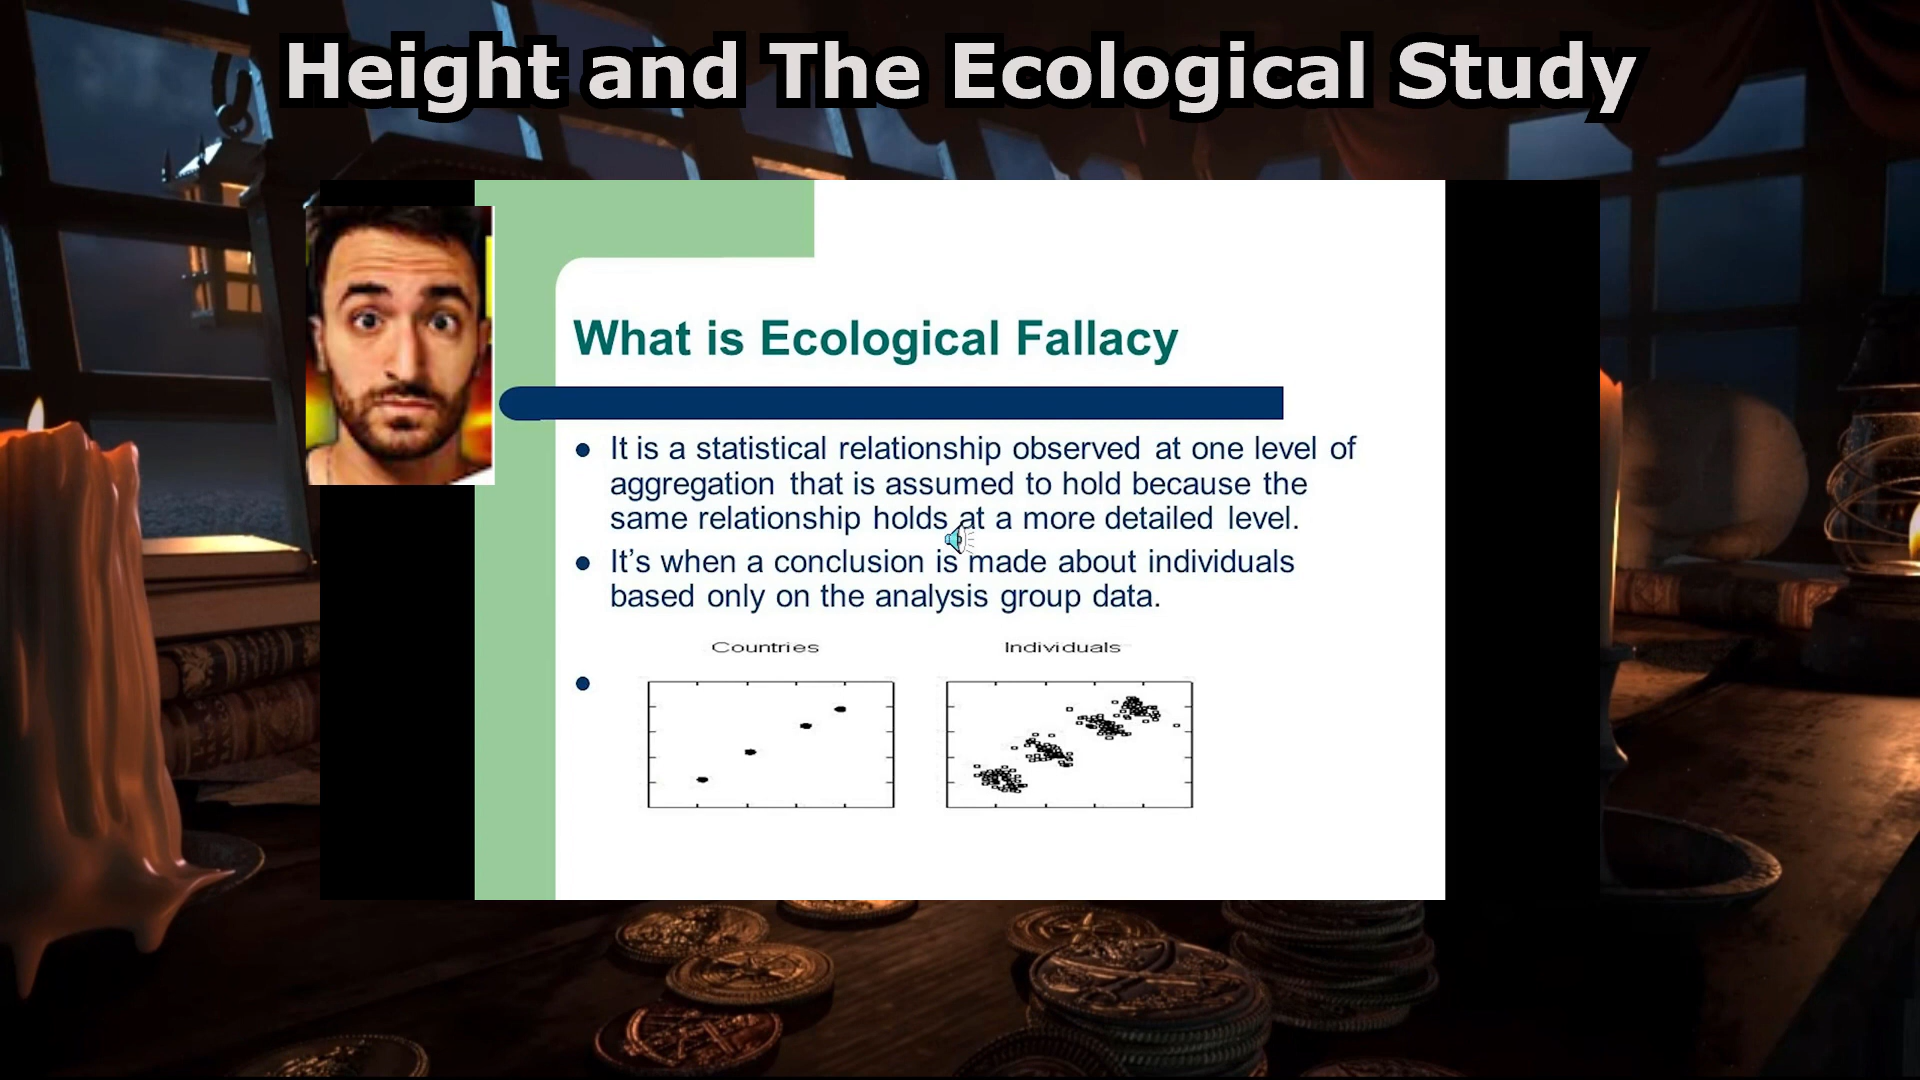 Height and The Ecological Study
What is Ecological Fallacy
It is a statistical relationship observed at one level of
aggregation that is assumed to hold because the
same relationship holds at a more detailed level.
It’s when a conclusion is made about individuals
based only on the analysis group data.
Countries
Individuals